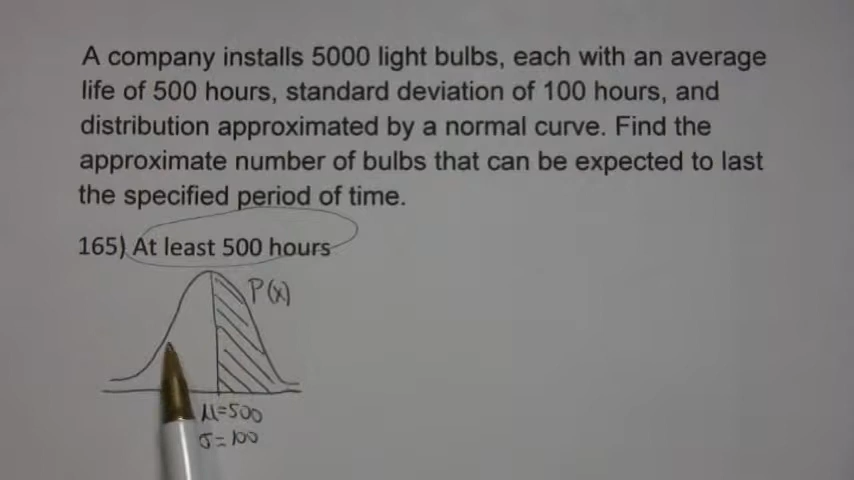 A company installs 5000 light bulbs, each with an average
life of 500 hours, standard deviation of 100 hours, and
distribution approximated by a normal curve. Find the
approximate number of bulbs that can be expected to last
the specified period of time.
165) At least 500 hours
P(x)
μ=500
σ=100